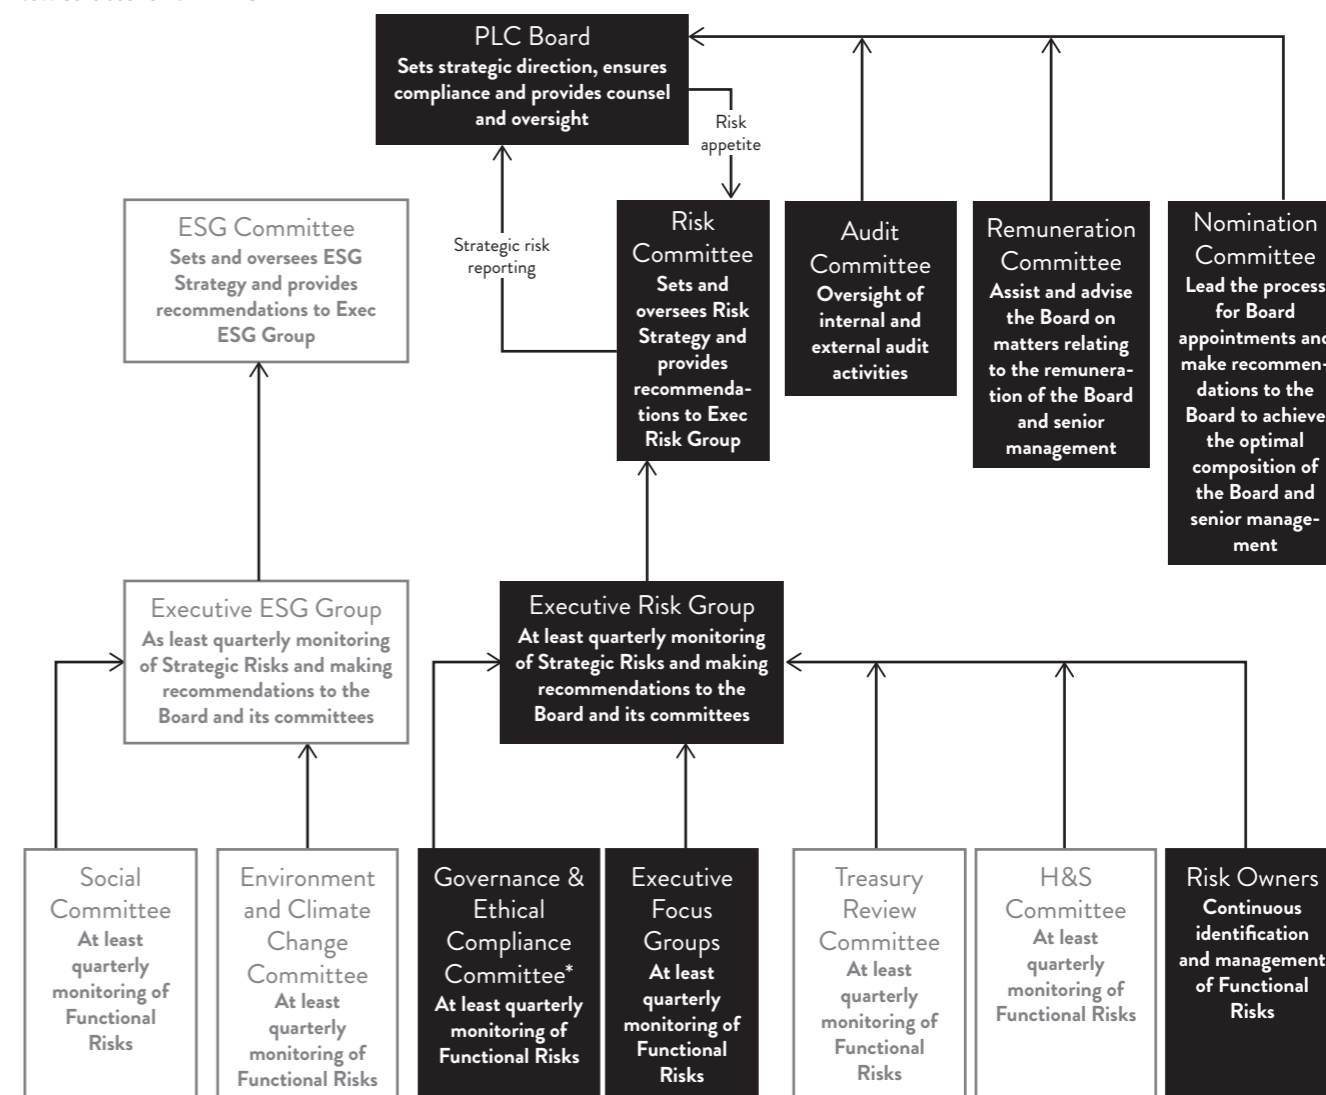 PLC Board
Sets strategic direction, ensures
compliance and provides counsel
and oversight
Risk
appetite
Strategic risk
reporting
ESG Committee
Sets and oversees ESG
Strategy and provides
recommendations to Exec
ESG Group
Risk
Committee
Sets and
oversees Risk
Strategy and
provides
recommenda-
tions to Exec
Risk Group
Audit
Committee
Oversight of
internal and
external audit
activities
Remuneration
Committee
Assist and advise
the Board on
matters relating
to the remunera-
tion of the Board
and senior
management
Nomination
Committee
Lead the process
for Board
appointments and
make recommen-
dations to the
Board to achieve
the optimal
composition of
the Board and
senior manage-
ment
Executive ESG Group
As least quarterly monitoring
of Strategic Risks and making
recommendations to the
Board and its committees
Executive Risk Group
At least quarterly monitoring
of Strategic Risks and making
recommendations to the
Board and its committees
Social
Committee
At least
quarterly
monitoring of
Functional
Risks
Environment
and Climate
Change
Committee
At least
quarterly
monitoring of
Functional Risks
Governance &
Ethical
Compliance
Committee*
At least quarterly
monitoring of
Functional Risks
Executive
Focus
Groups
At least
quarterly
monitoring of
Functional
Risks
Treasury
Review
Committee
At least
quarterly
monitoring of
Functional
Risks
H&S
Committee
At least
quarterly
monitoring of
Functional Risks
Risk Owners
Continuous
identification
and management
of Functional
Risks